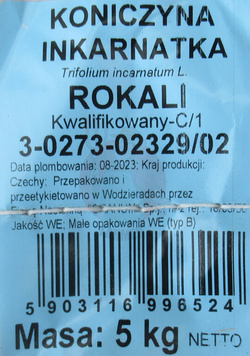 KONICZYNA
INKARNATKA
Trifolium incarnatum L.
ROKALI
Kwalifikowany-C/1
3-0273-02329/02
Data plombowania: 08-2023; Kraj produkcji:
Czechy: Przepakowano i
przeetykietowano w Wodzieradach przez
Jakość WE; Małe opakowania WE (typ B)
5 903116 996524
Masa: 5 kg NETTO